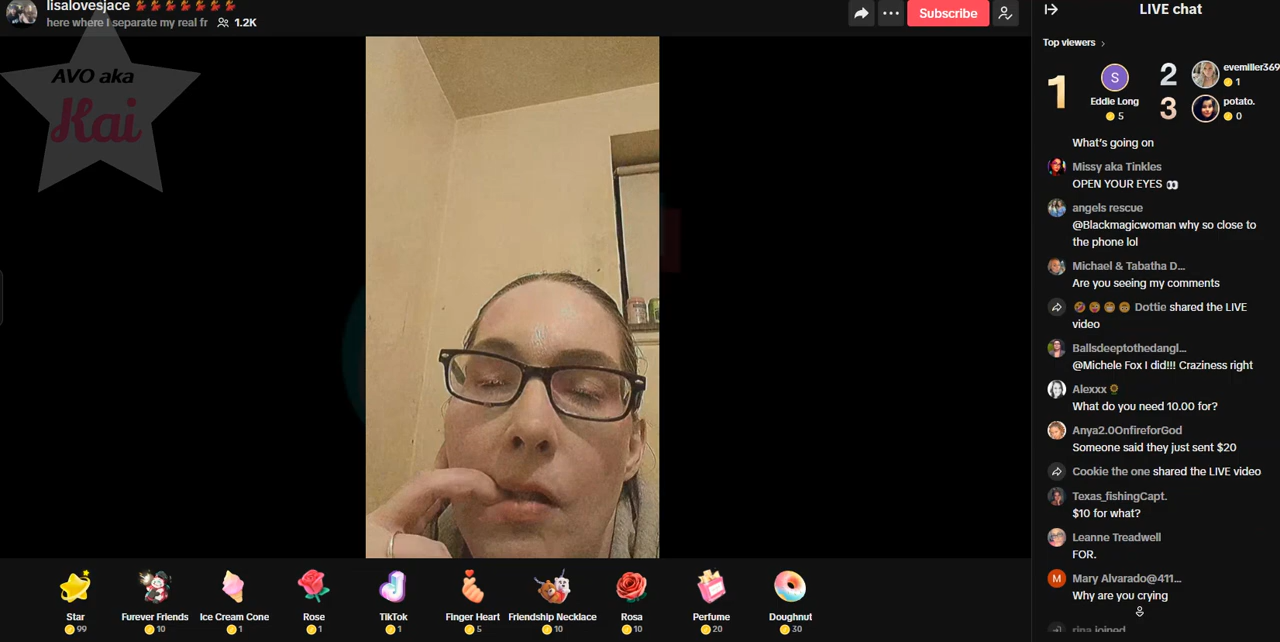 lisalovesjace
here where I separate my real fr 1.2K
Subscribe
AVO aka
Kai
LIVE chat
Top viewers >
1
S
Eddie Long
5
2
evemiller369
1
3
potato.
0
What's going on
Missy aka Tinkles
OPEN YOUR EYES 👀
angels rescue
@Blackmagicwoman why so close to
the phone lol
Michael & Tabatha D...
Are you seeing my comments
Dottie shared the LIVE
video
Ballsdeeptothedangl...
@Michele Fox I did!!! Craziness right
Alexxx🌻
What do you need 10.00 for?
Anya2.0OnfireforGod
Someone said they just sent $20
Cookie the one shared the LIVE video
Texas_fishingCapt.
$10 for what?
Leanne Treadwell
FOR.
M
Mary Alvarado@411...
Why are you crying
rina joined
Star
99
Furever Friends
10
Ice Cream Cone
1
Rose
1
TikTok
1
Finger Heart
5
Friendship Necklace
10
Rosa
10
Perfume
20
Doughnut
30